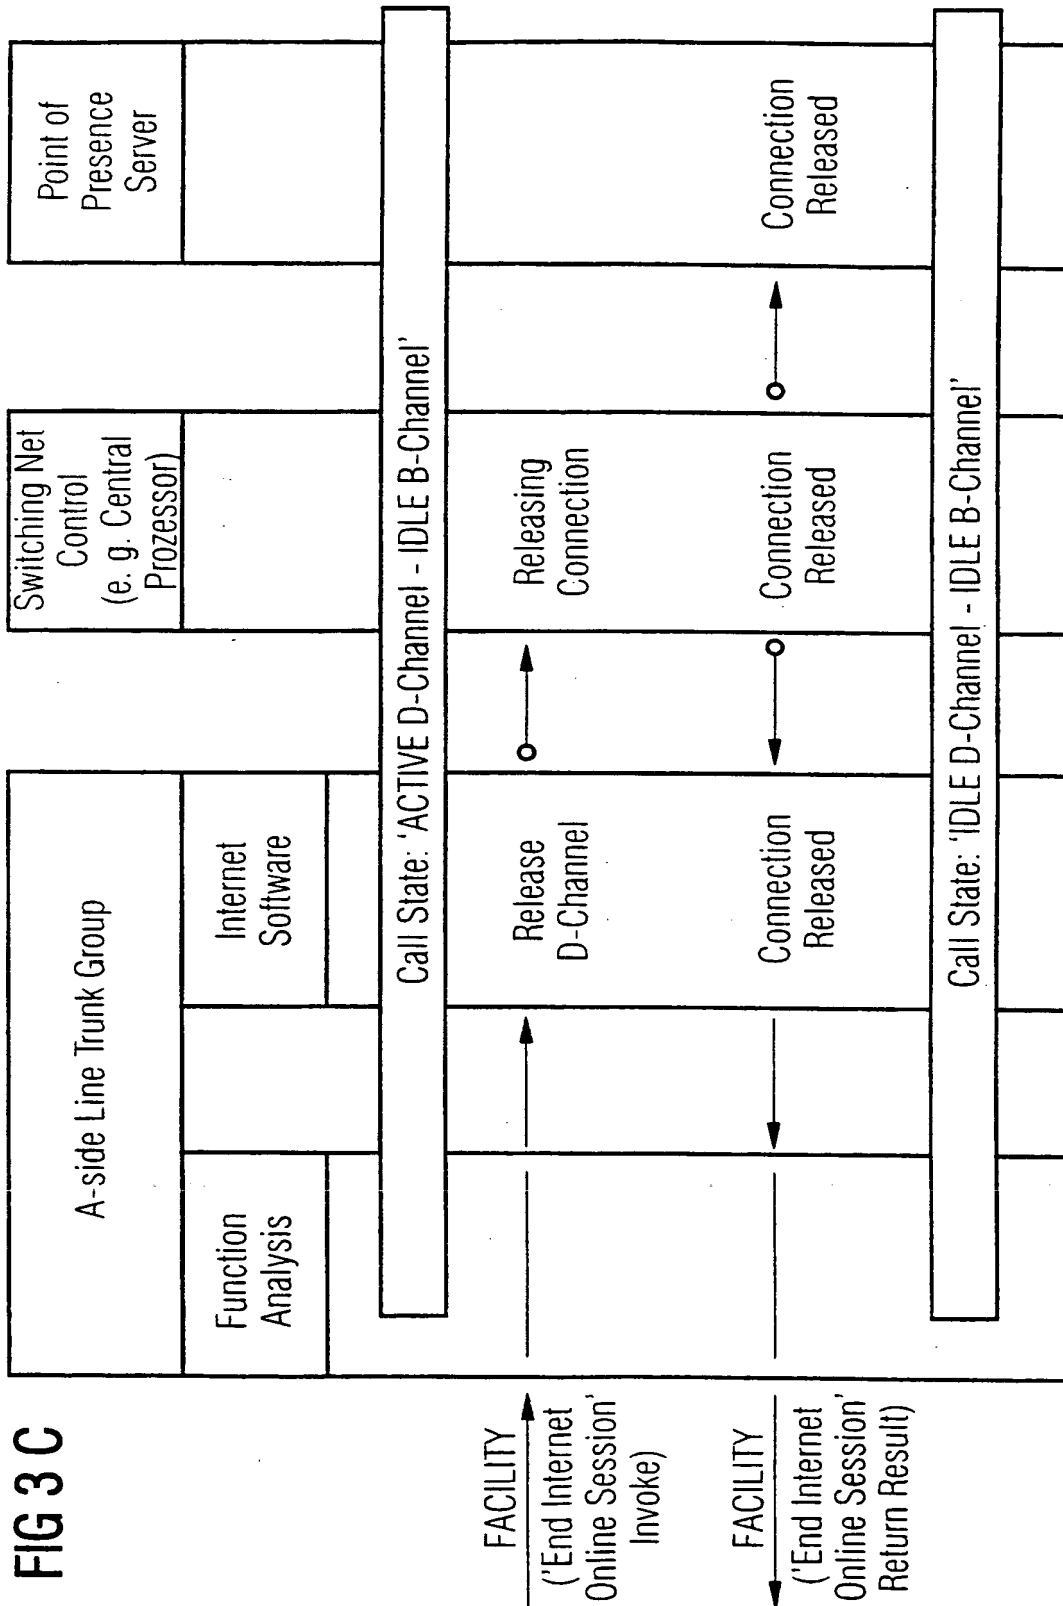 FIG 3 C
A-side Line Trunk Group
Switching Net
Control
(e. g. Central
Prozessor)
Point of
Presence
Server
Function
Analysis
Internet
Software
Call State: 'ACTIVE D-Channel - IDLE B-Channel'
FACILITY
('End Internet
Online Session'
Invoke)
Release
D-Channel
Releasing
Connection
FACILITY
('End Internet
Online Session'
Return Result)
Connection
Released
Connection
Released
Connection
Released
Call State: 'IDLE D-Channel - IDLE B-Channel'